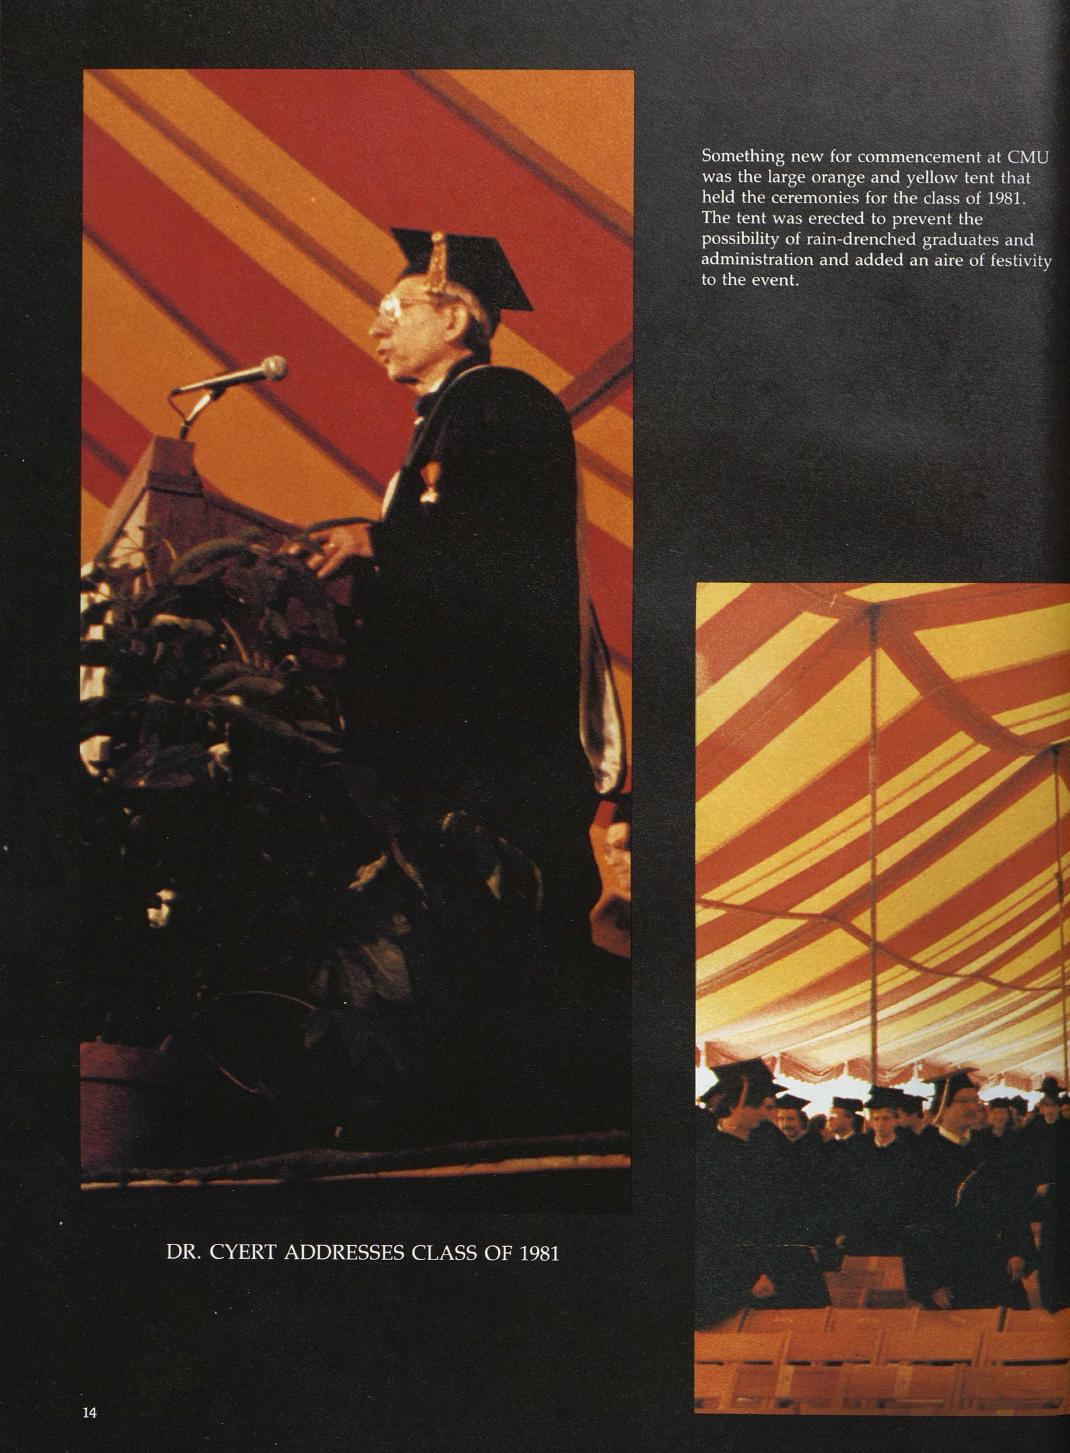 Something new for commencement at CMU
was the large orange and yellow tent that
held the ceremonies for the class of 1981.
The tent was erected to prevent the
possibility of rain-drenched graduates and
administration and added an aire of festivity
to the event.
DR. CYERT ADDRESSES CLASS OF 1981
14